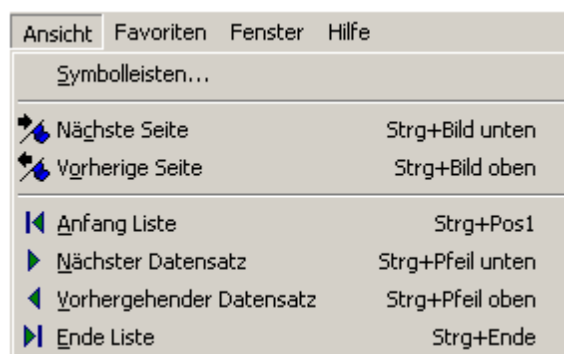 Ansicht Favoriten Fenster Hilfe
Symbolleisten...
Nächste Seite Strg+Bild unten
Vorherige Seite Strg+Bild oben
Anfang Liste Strg+Pos1
Nächster Datensatz Strg+Pfeil unten
Vorhergehender Datensatz Strg+Pfeil oben
Ende Liste Strg+Ende